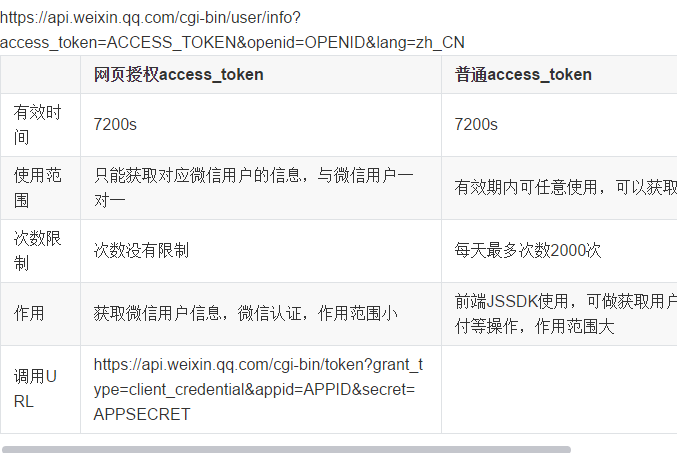 https://api.weixin.qq.com/cgi-bin/user/info?
access_token=ACCESS_TOKEN&openid=OPENID&lang=zh_CN
网页授权access_token
普通access_token
有效时
间
7200s
7200s
使用范
围
只能获取对应微信用户的信息，与微信用户一
对一
有效期内可任意使用，可以获取
次数限
制
次数没有限制
每天最多次数2000次
作用
获取微信用户信息，微信认证，作用范围小
前端JSSDK使用，可做获取用户
付等操作，作用范围大
调用U
RL
https://api.weixin.qq.com/cgi-bin/token?grant_t
ype=client_credential&appid=APPID&secret=
APPSECRET